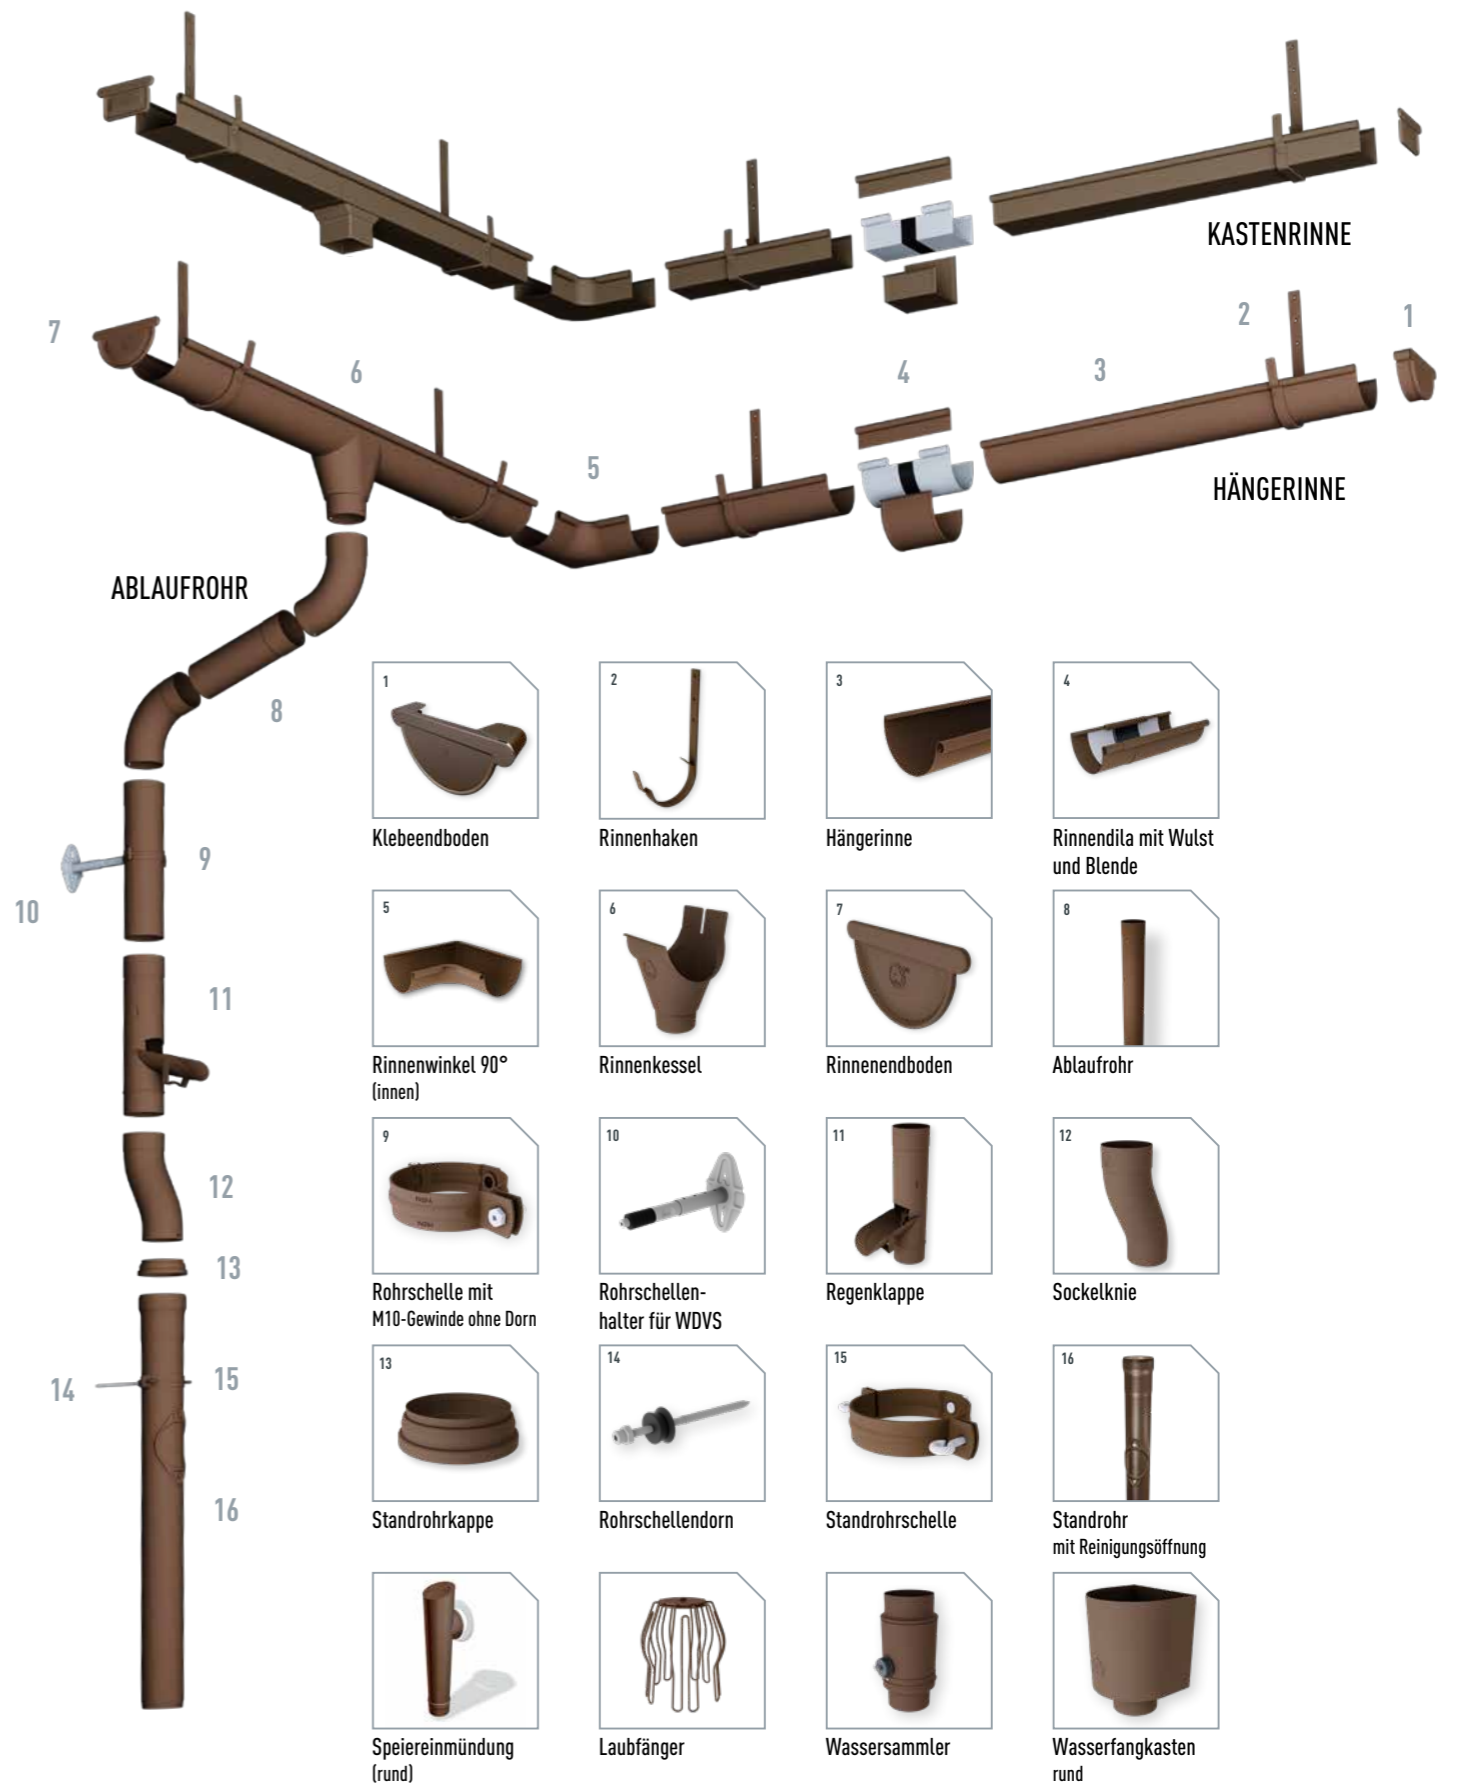 KASTENRINNE
7
6
5
4
3
2
1
HÄNGERINNE
ABLAUFROHR
8
9
10
11
12
13
14
15
16
1
Klebeendboden
2
Rinnenhaken
3
Hängerinne
4
Rinnendila mit Wulst
und Blende
5
Rinnenwinkel 90°
(innen)
6
Rinnenkessel
7
Rinnenendboden
8
Ablaufrohr
9
Rohrschelle mit
M10-Gewinde ohne Dorn
10
Rohrschellen-
halter für WDVS
11
Regenklappe
12
Sockelknie
13
Standrohrkappe
14
Rohrschellendorn
15
Standrohrschelle
16
Standrohr
mit Reinigungsöffnung
Speiereinmündung
(rund)
Laubfänger
Wassersammler
Wasserfangkasten
rund